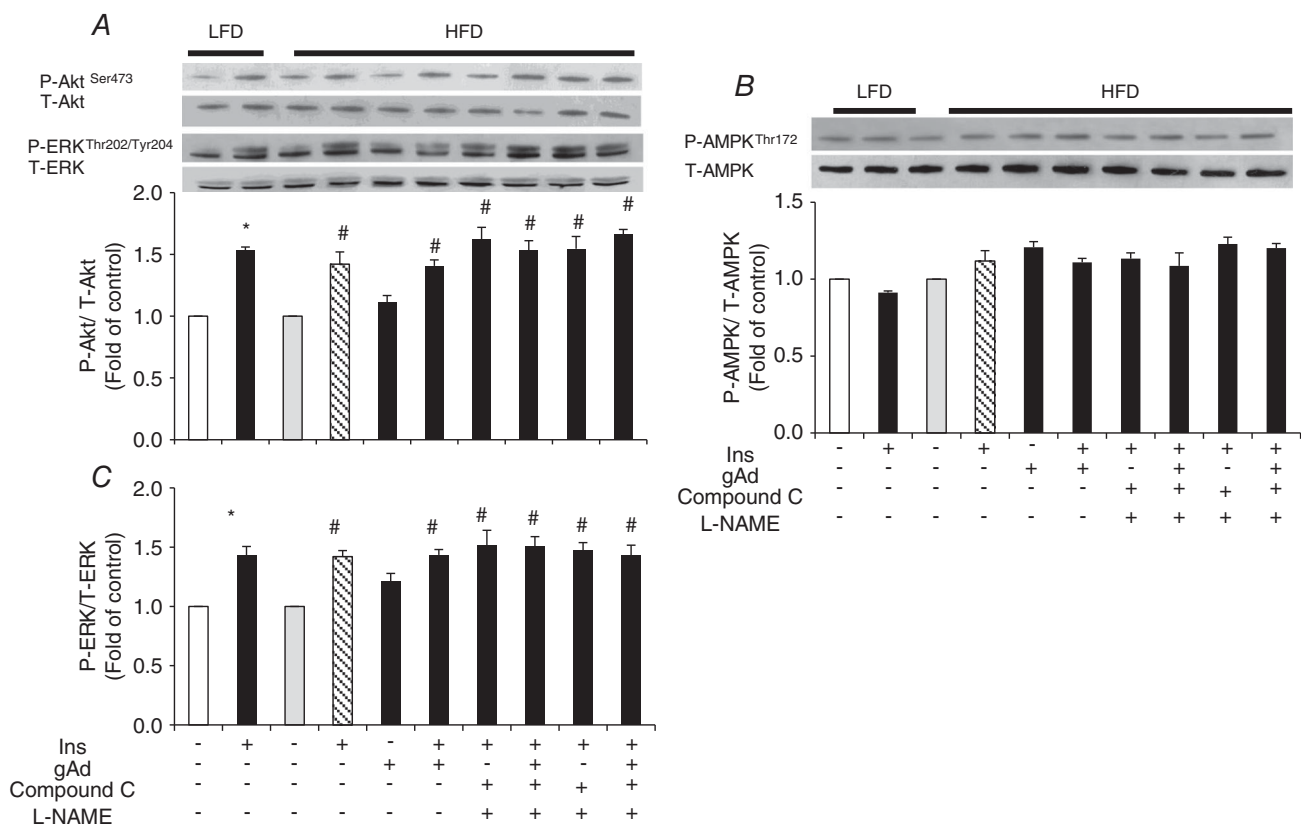 A
LFD HFD
P-Akt Ser473
T-Akt
P-ERK Thr202/Tyr204
T-ERK
2.0
1.5
1.0
0.5
0.0
P-Akt/ T-Akt
(Fold of control)
* # # # # # #
B
LFD HFD
P-AMPK Thr172
T-AMPK
1.5
1.0
0.5
0.0
P-AMPK/ T-AMPK
(Fold of control)
Ins - + - + - + + + + +
gAd - - - - + + - + - +
Compound C - - - - - - + + + +
L-NAME - - - - - - + + + +
C
2.0
1.5
1.0
0.5
0.0
P-ERK/T-ERK
(Fold of control)
* # # # # # #
Ins - + - + - + + + + +
gAd - - - - + + - + - +
Compound C - - - - - - + + + +
L-NAME - - - - - - + + + +